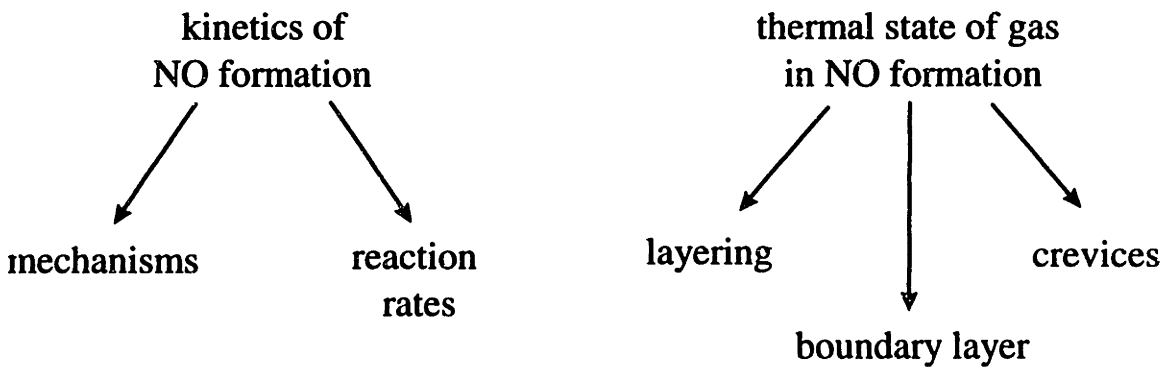 kinetics of
NO formation
mechanisms
reaction
rates
thermal state of gas
in NO formation
layering
boundary layer
crevices